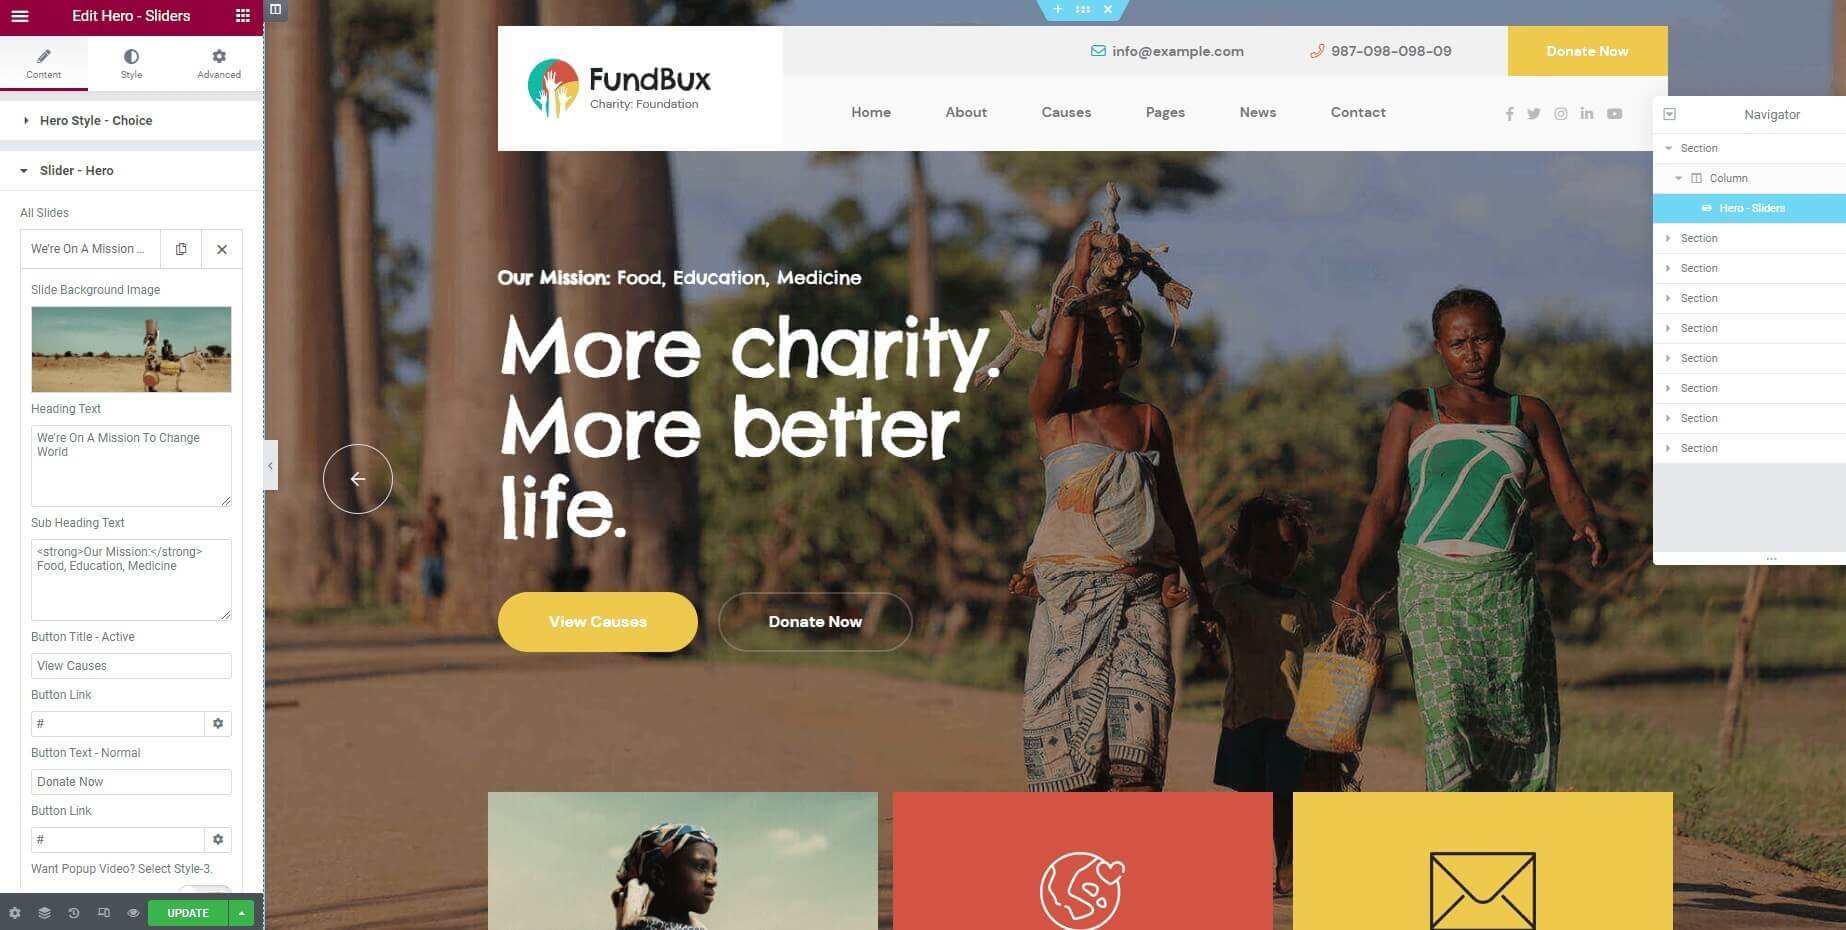 Edit Hero - Sliders
Content
Style
Advanced
Hero Style - Choice
Slider - Hero
All Slides
We're On A Mission ...
Slide Background Image
Heading Text
We're On A Mission To Change
World
Sub Heading Text
<strong>Our Mission:</strong>
Food, Education, Medicine
Button Title - Active
View Causes
Button Link
#
Button Text - Normal
Donate Now
Button Link
#
Want Popup Video? Select Style-3.
UPDATE
FundBux
Charity: Foundation
info@example.com
987-098-098-09
Donate Now
Home
About
Causes
Pages
News
Contact
Our Mission: Food, Education, Medicine
More charity.
More better
life.
View Causes
Donate Now
Navigator
Section
Column
Hero - Sliders
Section
Section
Section
Section
Section
Section
Section
Section